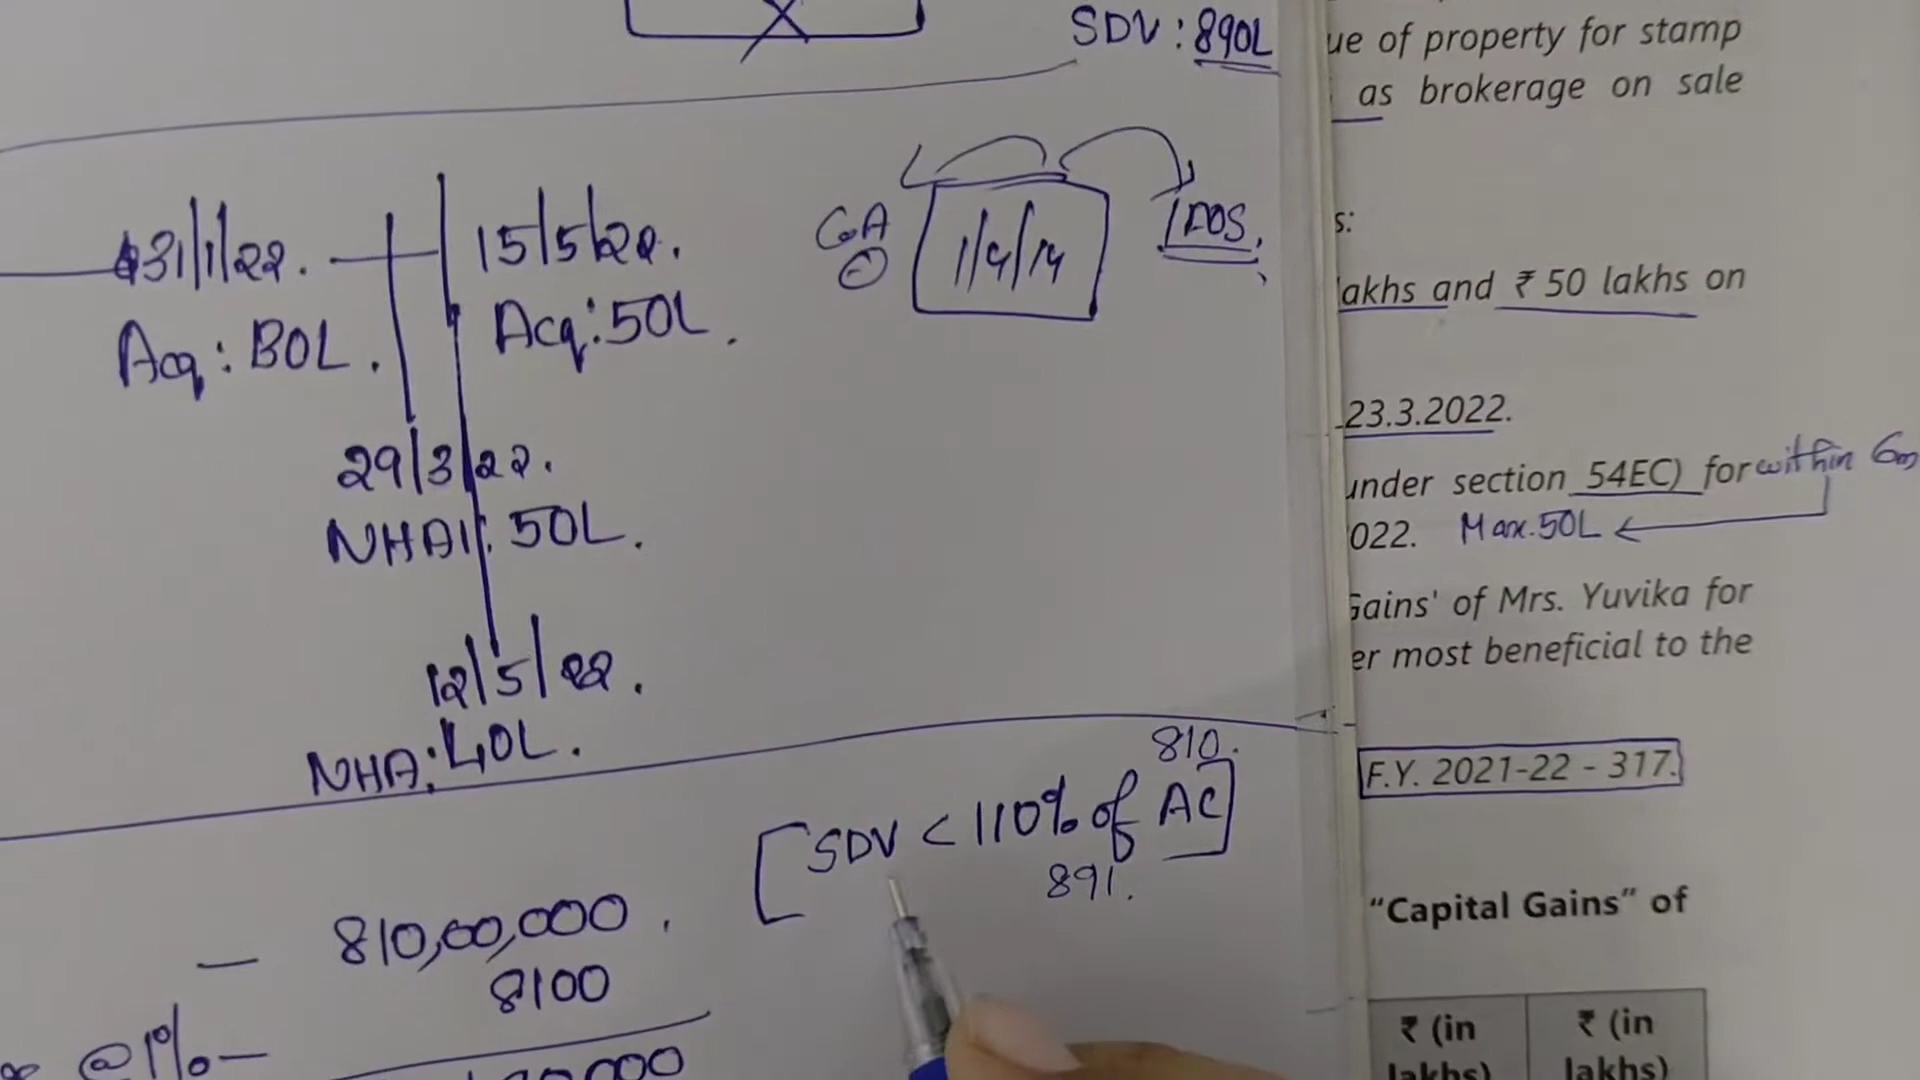 SDV : 890L
31/1/22.
Acq : 80L.
15/5/22.
Acq : 50L.
29/3/22.
NHAI : 50L.
12/5/22.
NHA : 40L.
CoA
1/4/14
DOS.
810.
[SDV < 110% of AC]
891.
— 810,00,000.
8100
@1% —
ue of property for stamp
as brokerage on sale
s:
lakhs and ₹ 50 lakhs on
23.3.2022.
under section 54EC) for within 6m
022. Max. 50L ←
Gains' of Mrs. Yuvika for
er most beneficial to the
F.Y. 2021-22 - 317.
“Capital Gains” of
₹ (in
lakhs)
₹ (in
lakhs)